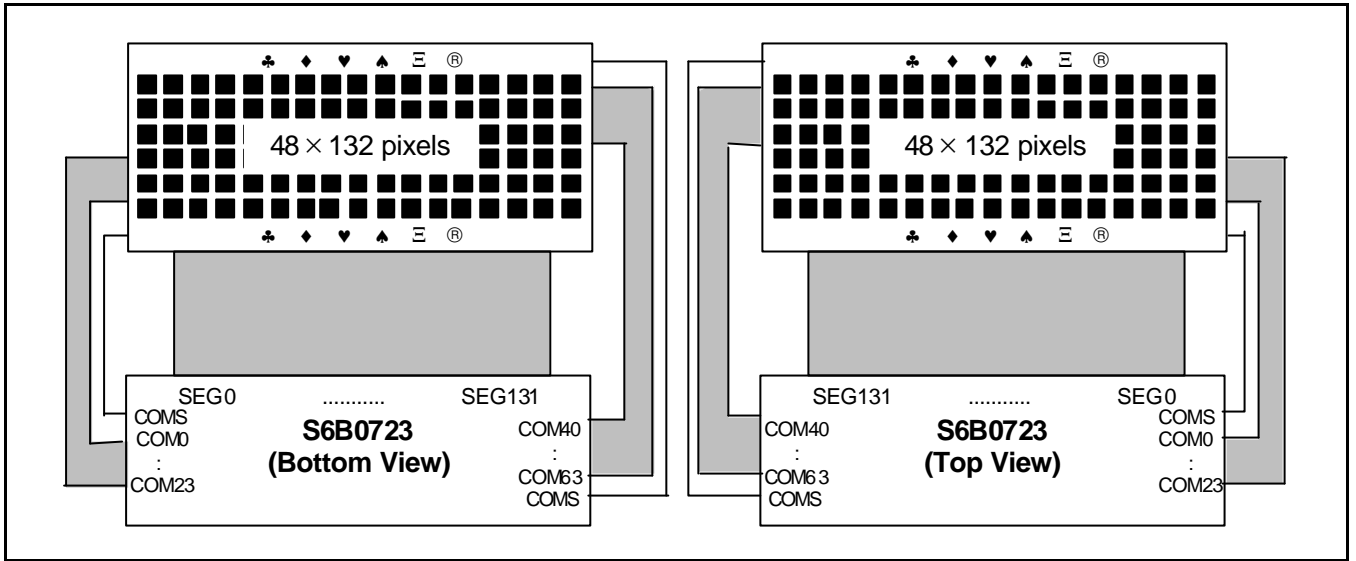 ♣ ♦ ♥ ♠ Ξ ®
48 × 132 pixels
♣ ♦ ♥ ♠ Ξ ®
SEG0 ........... SEG131
COMS
COM0
:
COM23
S6B0723
(Bottom View)
COM40
:
COM63
COMS
♣ ♦ ♥ ♠ Ξ ®
48 × 132 pixels
♣ ♦ ♥ ♠ Ξ ®
SEG131 ........... SEG0
COM40
:
COM63
COMS
S6B0723
(Top View)
COMS
COM0
:
COM23